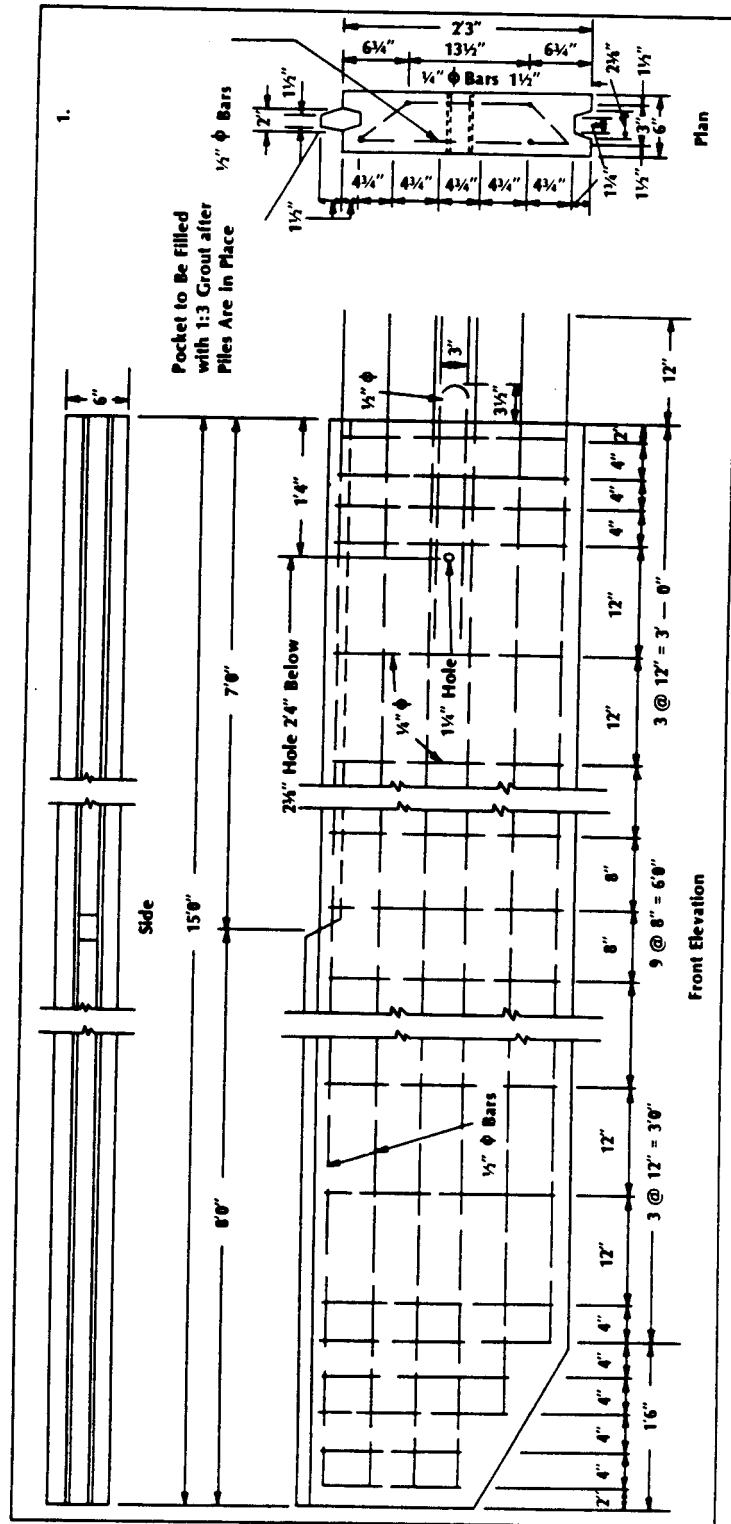 1.
Pocket to Be Filled
with 1:3 Grout after
Piles Are in Place
½" ϕ Bars
2"
1½"
1½"
4¾"
4¾"
4¾"
4¾"
4¾"
1¾"
1½"
2'3"
6¾"
13½"
6¾"
¼" ϕ Bars 1½"
2⅜"
1½"
3"
6"
Plan
6"
Side
15'0"
7'0"
8'0"
1'4"
2⅜" Hole 2'4" Below
1¼" Hole
¼" ϕ
½" ϕ
3"
3½"
12"
½" ϕ Bars
2"
4"
4"
4"
12"
12"
3 @ 12" = 3' — 0"
8"
8"
9 @ 8" = 6'0"
12"
12"
3 @ 12" = 3'0"
4"
4"
4"
4"
4"
2"
1'6"
Front Elevation